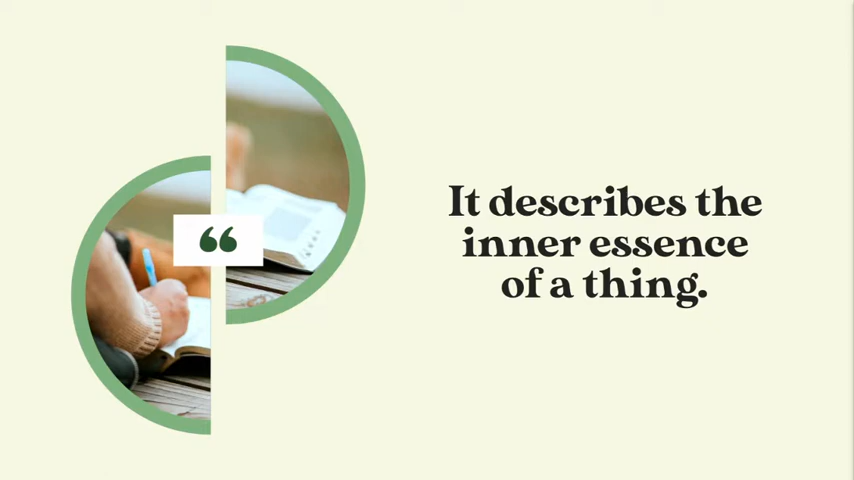 “
It describes the
inner essence
of a thing.